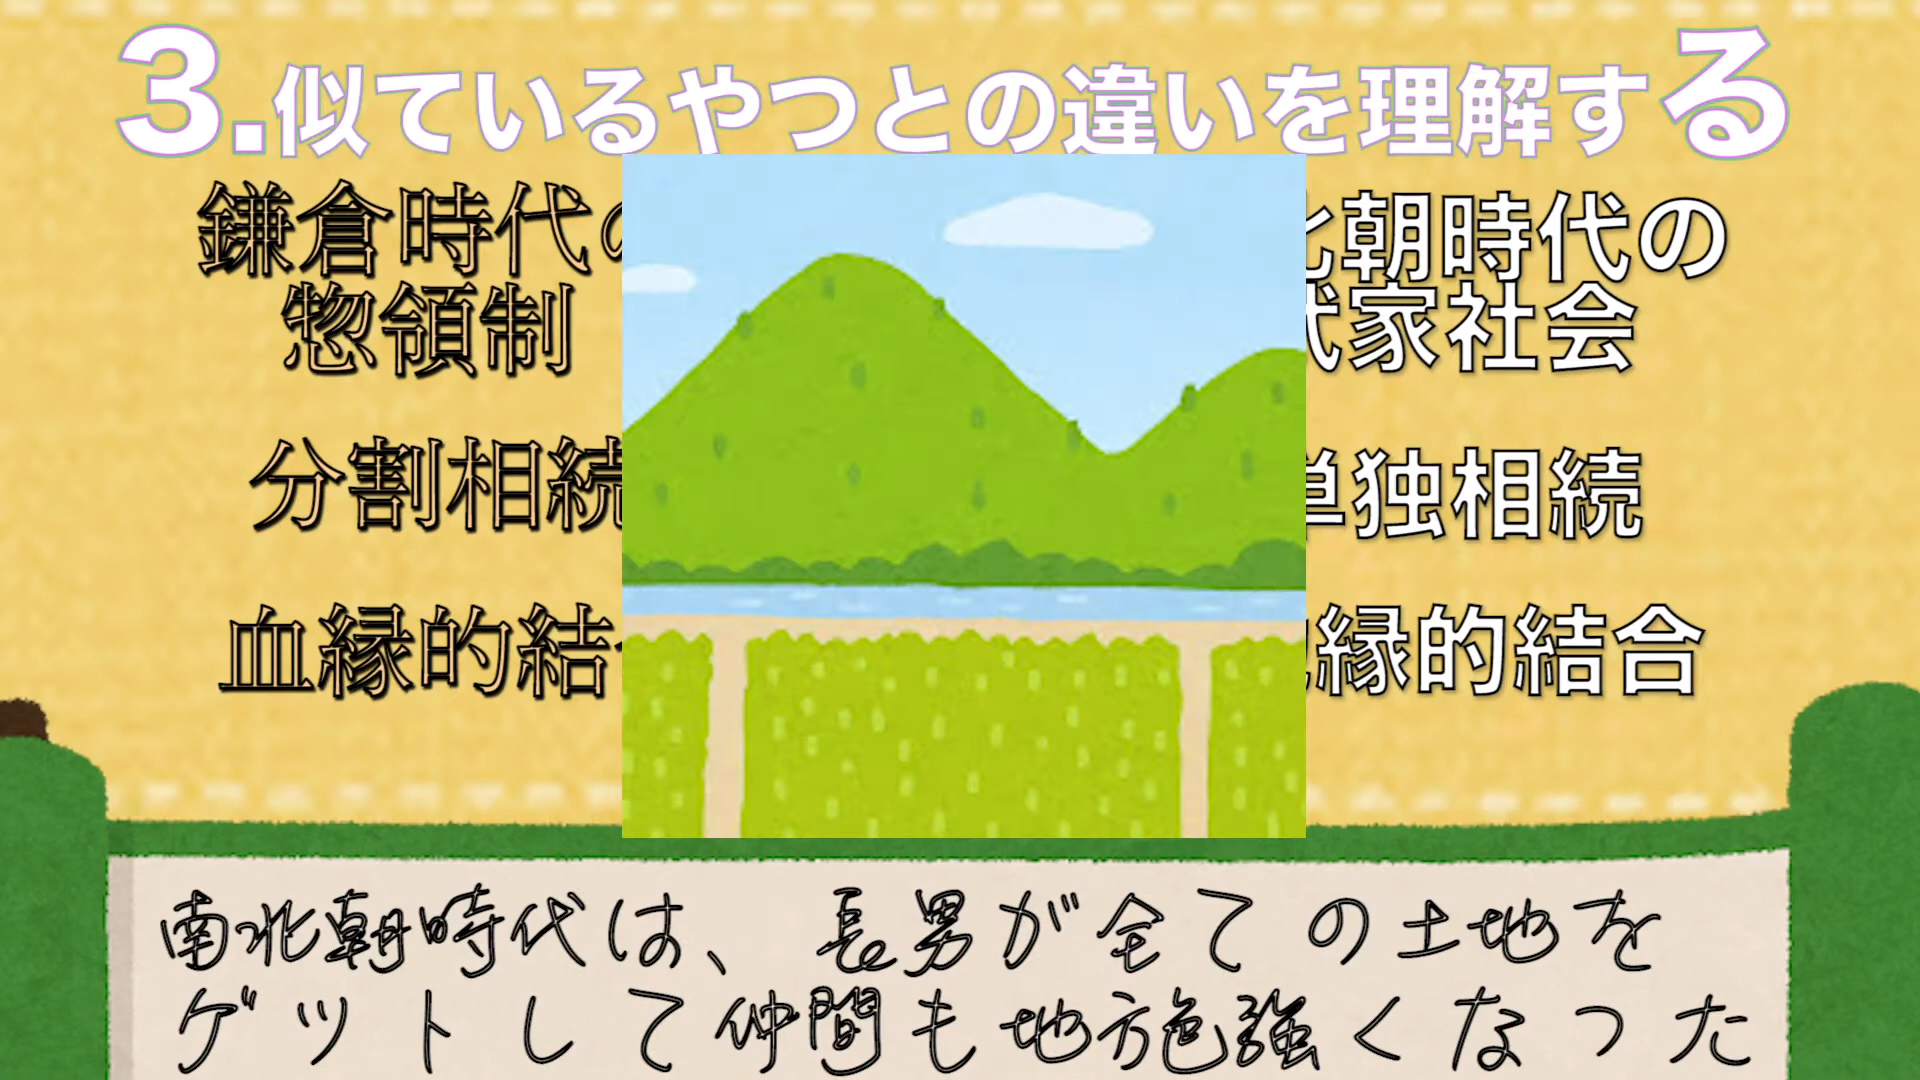 3.似ているやつとの違いを理解する
鎌倉時代の
惣領制
分割相続
血縁的結
朝時代の
家社会
単独相続
縁的結合
南北朝時代は、長男が全ての土地を
ゲットして仲間も地方色強くなった